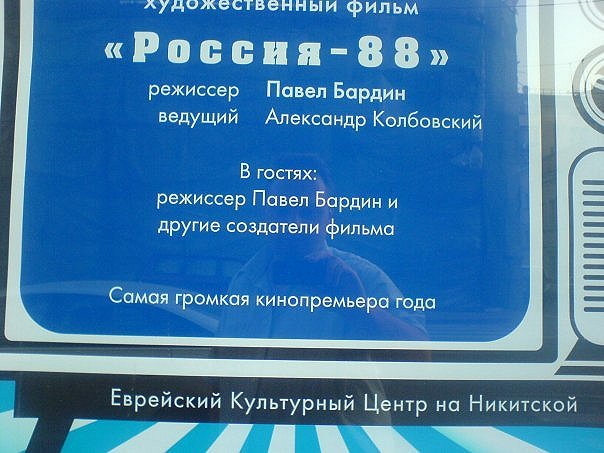 художественный фильм
«Россия-88»
режиссер Павел Бардин
ведущий Александр Колбовский
В гостях:
режиссер Павел Бардин и
другие создатели фильма
Самая громкая кинопремьера года
Еврейский Культурный Центр на Никитской